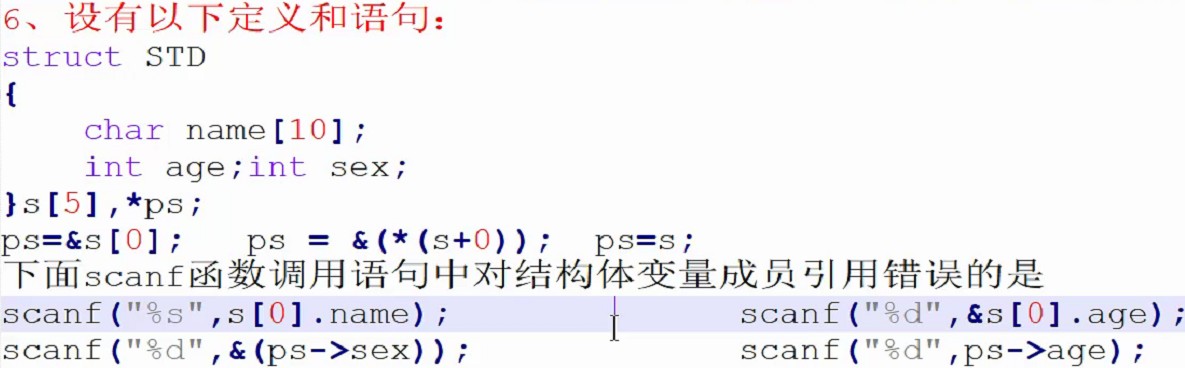 6、设有以下定义和语句：
struct STD
{
    char name[10];
    int age;int sex;
}s[5],*ps;
ps=&s[0];   ps = &(*(s+0));  ps=s;
下面scanf函数调用语句中对结构体变量成员引用错误的是
scanf("%s",s[0].name);                scanf("%d",&s[0].age);
scanf("%d",&(ps->sex));               scanf("%d",ps->age);